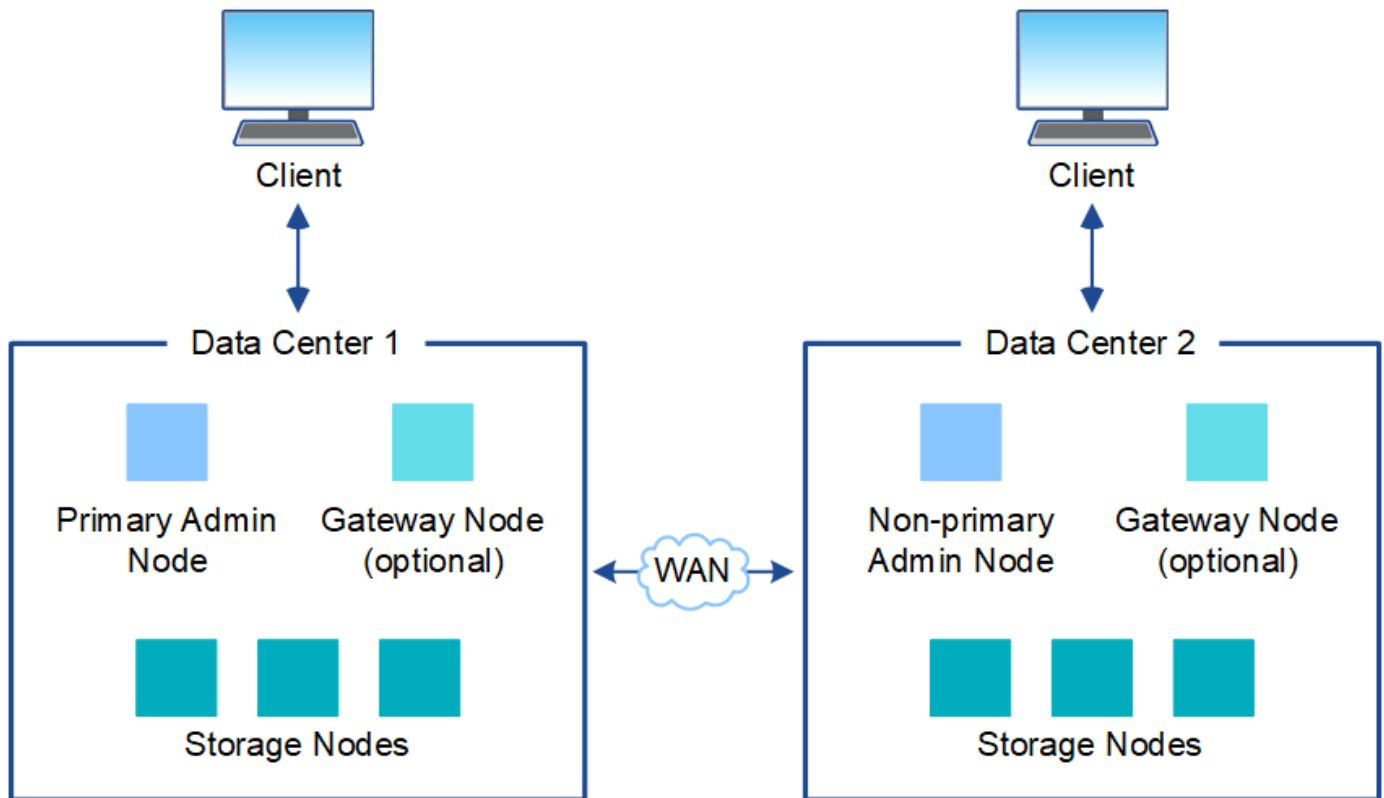 Client
Client
Data Center 1
Data Center 2
Primary Admin
Node
Gateway Node
(optional)
WAN
Non-primary
Admin Node
Gateway Node
(optional)
Storage Nodes
Storage Nodes